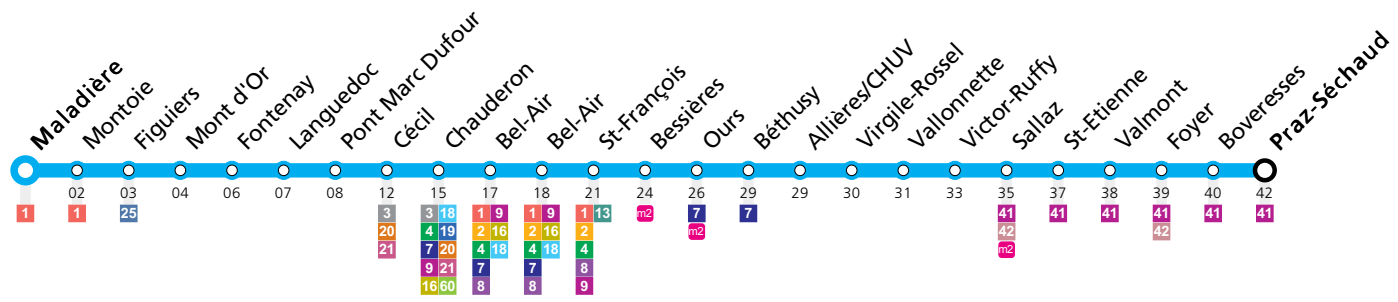 Maladière
Montoie
Figuiers
Mont d'Or
Fontenay
Languedoc
Pont Marc Dufour
Cécil
Chauderon
Bel-Air
Bel-Air
St-François
Bessières
Ours
Béthusy
Allières/CHUV
Virgile-Rossel
Vallonnette
Victor-Ruffy
Sallaz
St-Etienne
Valmont
Foyer
Boveresses
Praz-Séchaud
02 03 04 06 07 08 12 15 17 18 21 24 26 29 29 30 31 33 35 37 38 39 40 42
1 1 25 3 3 18 1 9 1 9 1 13 m2 7 7 41 41 41 41 41 41
20 4 19 2 16 2 16 2 m2 42 42
21 7 20 4 18 4 18 4 m2
9 21 7 7 8
16 60 8 8 9